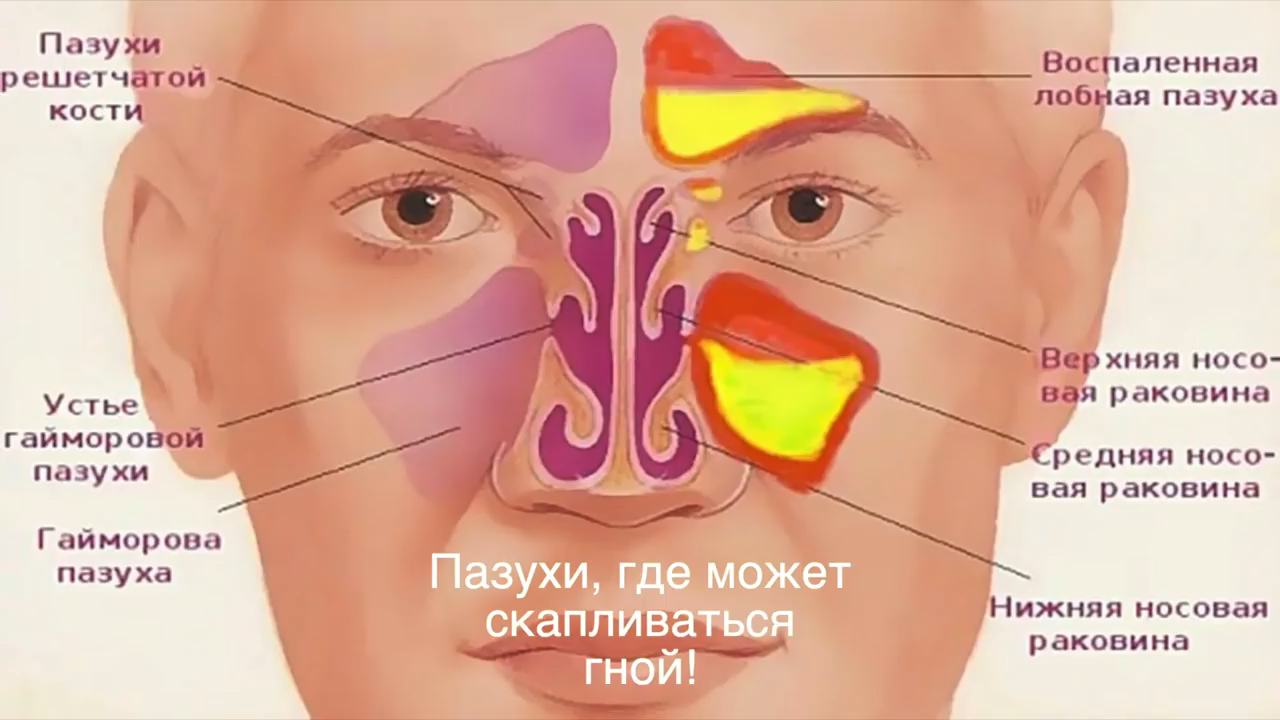 Пазухи
решетчатой
кости
Воспаленная
лобная пазуха
Устье
гайморовой
пазухи
Гайморова
пазуха
Верхняя носо-
вая раковина
Средняя носо-
вая раковина
Нижняя носовая
раковина
Пазухи, где может
скапливаться
гной!